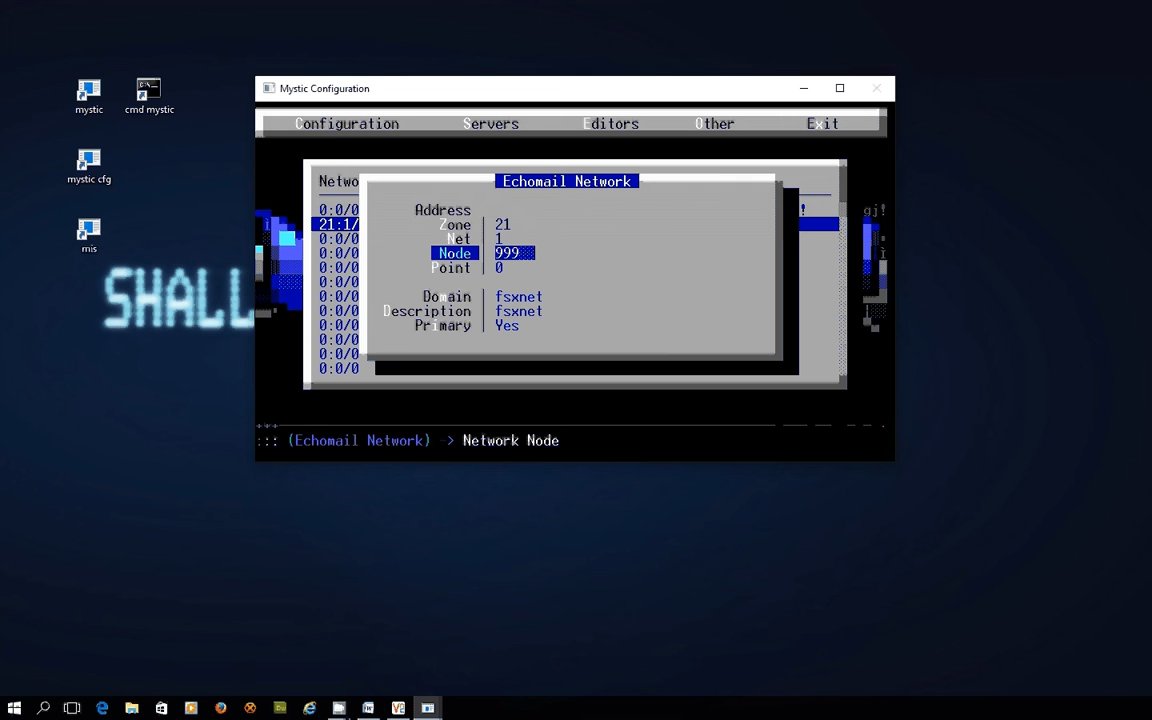 mystic
cmd mystic
mystic cfg
mis
SHALL
Mystic Configuration
Configuration Servers Editors Other Exit
Netwo
Echomail Network
0:0/0
Address
21:1/
Zone 21
0:0/0
Net 1
0:0/0
Node 999
0:0/0
Point 0
0:0/0
0:0/0
Domain fsxnet
0:0/0
Description fsxnet
0:0/0
Primary Yes
0:0/0
0:0/0
0:0/0
!
gj!
::: (Echomail Network) -> Network Node